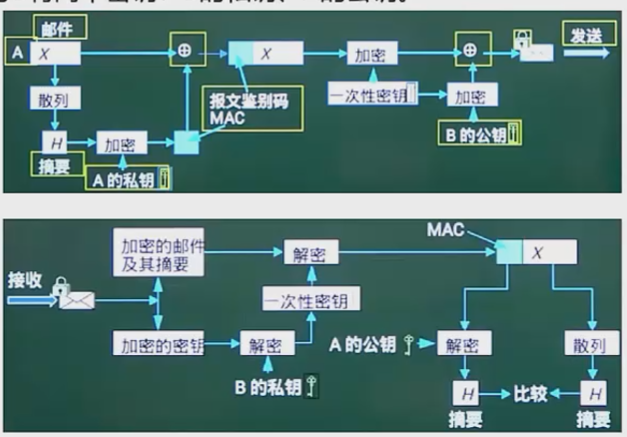 邮件
A
X
⊕
X
加密
⊕
发送
散列
报文鉴别码
MAC
一次性密钥
加密
H
加密
B 的公钥
摘要
A 的私钥
MAC
加密的邮件
及其摘要
解密
X
接收
一次性密钥
加密的密钥
解密
A 的公钥
解密
散列
B 的私钥
H
比较
H
摘要
摘要